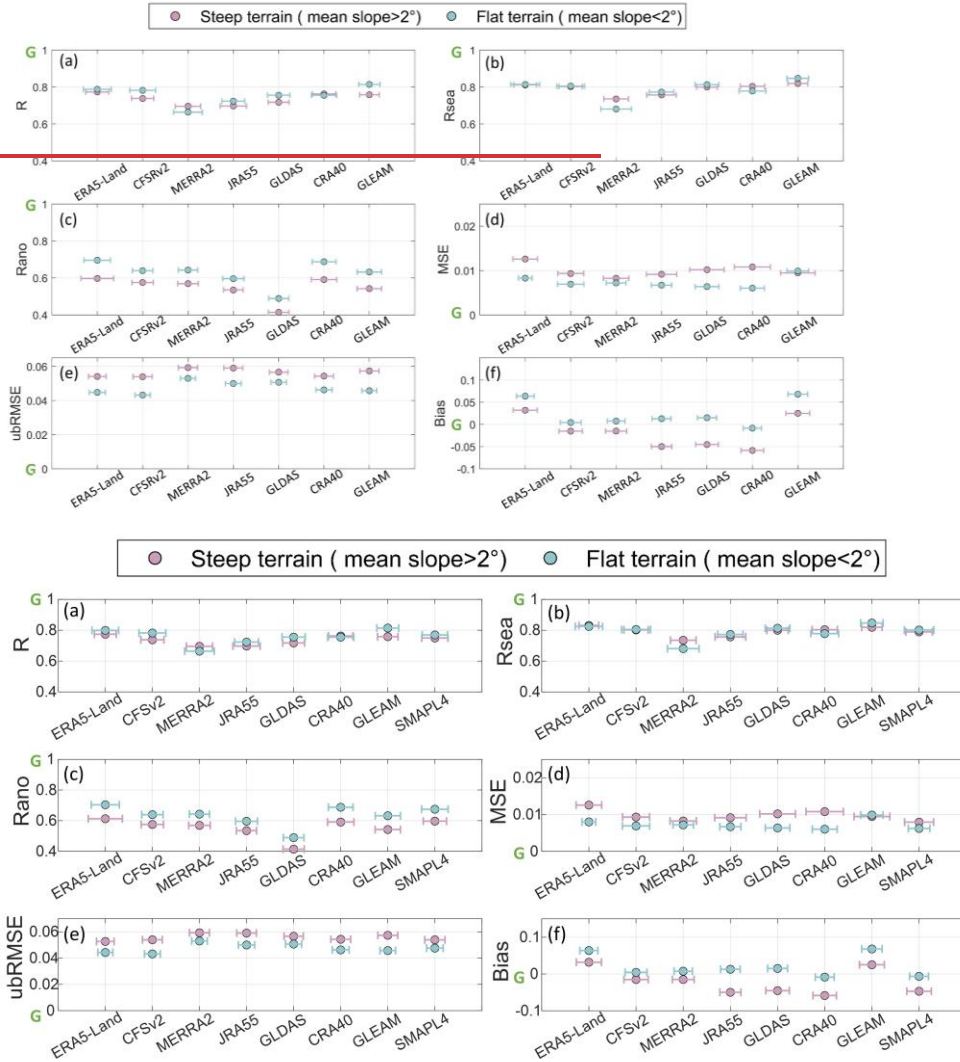 Steep terrain ( mean slope>2°) Flat terrain ( mean slope<2°)
G 1 (a) 0.8 0.6 0.4 R
ERA5-Land CFSRv2 MERRA2 JRA55 GLDAS CRA40 GLEAM
G 1 (b) 0.8 0.6 0.4 Rsea
ERA5-Land CFSRv2 MERRA2 JRA55 GLDAS CRA40 GLEAM
G 1 (c) 0.8 0.6 0.4 Rano
ERA5-Land CFSRv2 MERRA2 JRA55 GLDAS CRA40 GLEAM
(d) 0.02 0.01 G 0 MSE
ERA5-Land CFSRv2 MERRA2 JRA55 GLDAS CRA40 GLEAM
(e) 0.06 0.04 0.02 G 0 ubRMSE
ERA5-Land CFSRv2 MERRA2 JRA55 GLDAS CRA40 GLEAM
(f) 0.1 0.05 G 0 -0.05 -0.1 Bias
ERA5-Land CFSRv2 MERRA2 JRA55 GLDAS CRA40 GLEAM
Steep terrain ( mean slope>2°) Flat terrain ( mean slope<2°)
G 1 (a) 0.8 0.6 0.4 R
ERA5-Land CFSv2 MERRA2 JRA55 GLDAS CRA40 GLEAM SMAPL4
G 1 (b) 0.8 0.6 0.4 Rsea
ERA5-Land CFSv2 MERRA2 JRA55 GLDAS CRA40 GLEAM SMAPL4
G 1 (c) 0.8 0.6 0.4 Rano
ERA5-Land CFSv2 MERRA2 JRA55 GLDAS CRA40 GLEAM SMAPL4
(d) 0.02 0.01 G 0 MSE
ERA5-Land CFSv2 MERRA2 JRA55 GLDAS CRA40 GLEAM SMAPL4
(e) 0.06 0.04 0.02 G 0 ubRMSE
ERA5-Land CFSv2 MERRA2 JRA55 GLDAS CRA40 GLEAM SMAPL4
(f) 0.1 G 0 -0.1 Bias
ERA5-Land CFSv2 MERRA2 JRA55 GLDAS CRA40 GLEAM SMAPL4